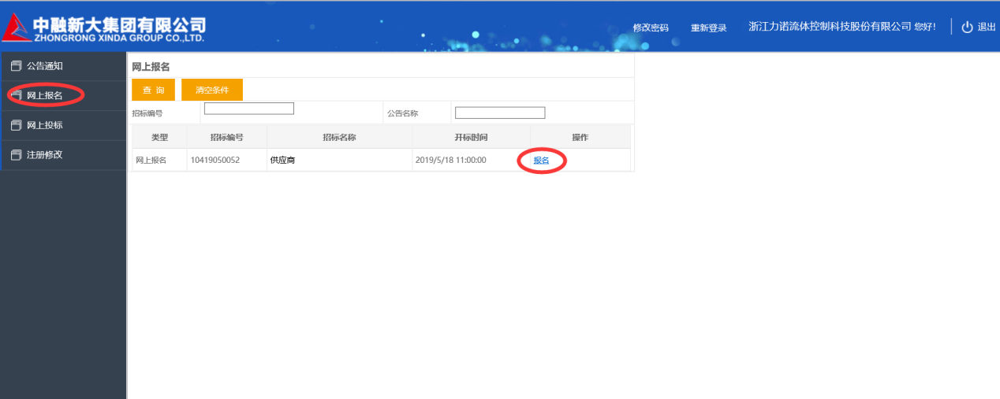 中融新大集团有限公司
ZHONGRONG XINDA GROUP CO.,LTD.
修改密码 重新登录 浙江力诺流体控制科技股份有限公司 您好! 退出
公告通知
网上报名
网上投标
注册修改
网上报名
查 询 清空条件
招标编号 公告名称
类型 招标编号 招标名称 开标时间 操作
网上报名 10419050052 供应商 2019/5/18 11:00:00 报名